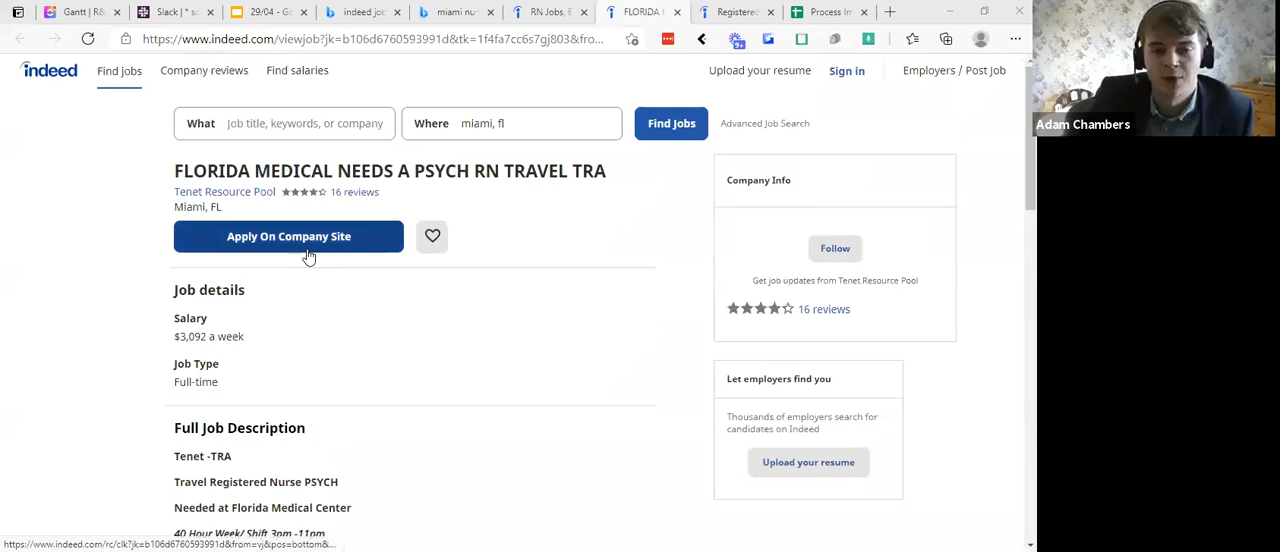 Gantt | R&
Slack | * sc
29/04 - Go
indeed jo
miami nu
RN Jobs, E
FLORIDA M
Registere
Process Im
https://www.indeed.com/viewjob?jk=b106d6760593991d&tk=1f4fa7cc6s7gj803&fro...
9+
indeed
Find jobs
Company reviews
Find salaries
Upload your resume
Sign in
Employers / Post Job
What Job title, keywords, or company
Where miami, fl
Find Jobs
Advanced Job Search
FLORIDA MEDICAL NEEDS A PSYCH RN TRAVEL TRA
Tenet Resource Pool 16 reviews
Miami, FL
Apply On Company Site
Job details
Salary
$3,092 a week
Job Type
Full-time
Full Job Description
Tenet -TRA
Travel Registered Nurse PSYCH
Needed at Florida Medical Center
40 Hour Week/ Shift 3pm -11pm
Company Info
Follow
Get job updates from Tenet Resource Pool
16 reviews
Let employers find you
Thousands of employers search for
candidates on Indeed
Upload your resume
https://www.indeed.com/rc/clk?jk=b106d6760593991d&from=vj&pos=bottom&...
Adam Chambers